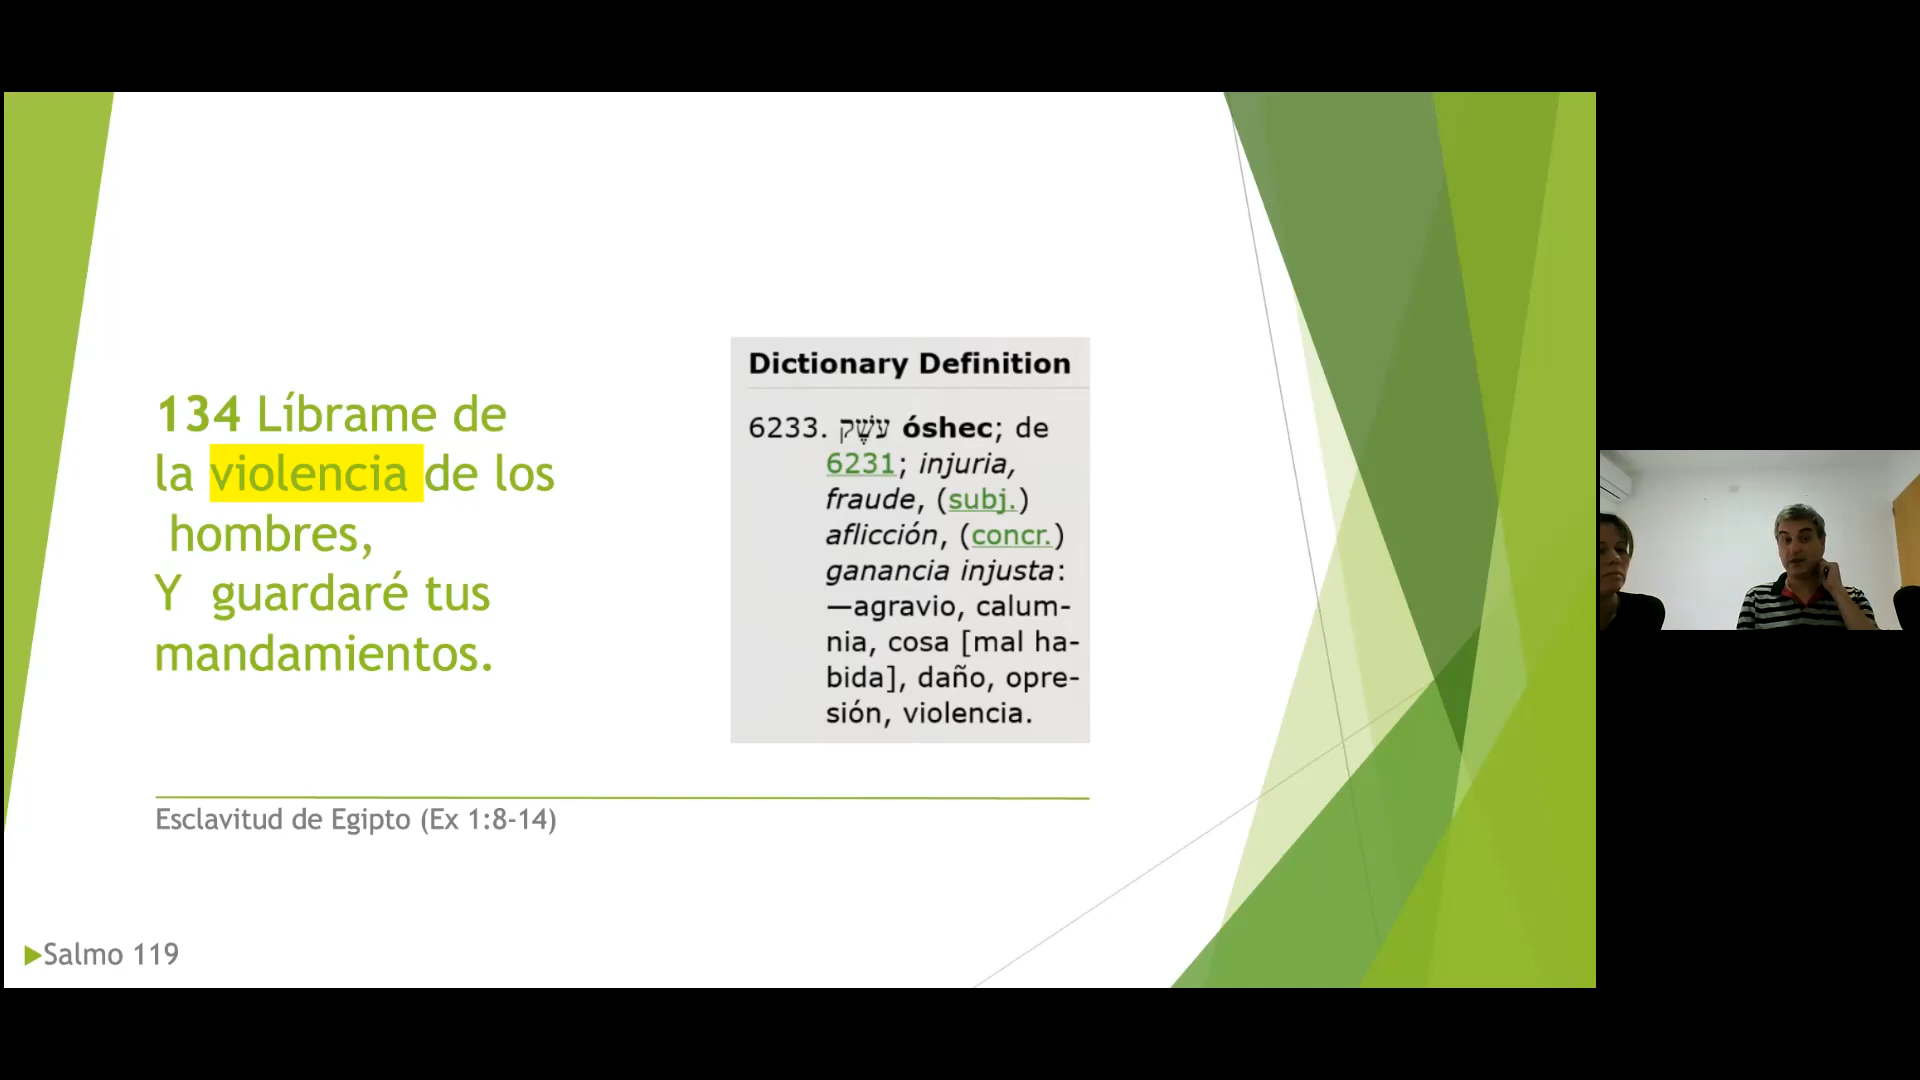 134 Líbrame de
la violencia de los
hombres,
Y guardaré tus
mandamientos.
Dictionary Definition
6233. עֹשֶׁק óshec; de
6231; injuria,
fraude, (subj.)
aflicción, (concr.)
ganancia injusta:
—agravio, calum-
nia, cosa [mal ha-
bida], daño, opre-
sión, violencia.
Esclavitud de Egipto (Ex 1:8-14)
Salmo 119